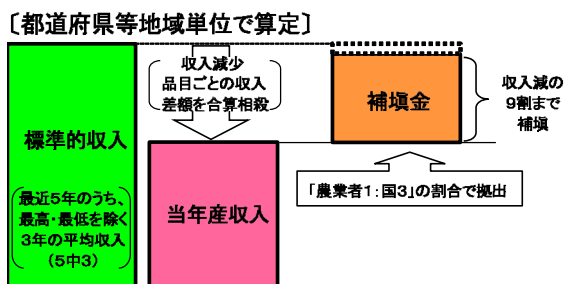 〔都道府県等地域単位で算定〕
収入減少
品目ごとの収入
差額を合算相殺
標準的収入
最近5年のうち、
最高・最低を除く
3年の平均収入
（5中3）
当年産収入
補塡金
収入減の
9割まで
補塡
「農業者1：国3」の割合で拠出